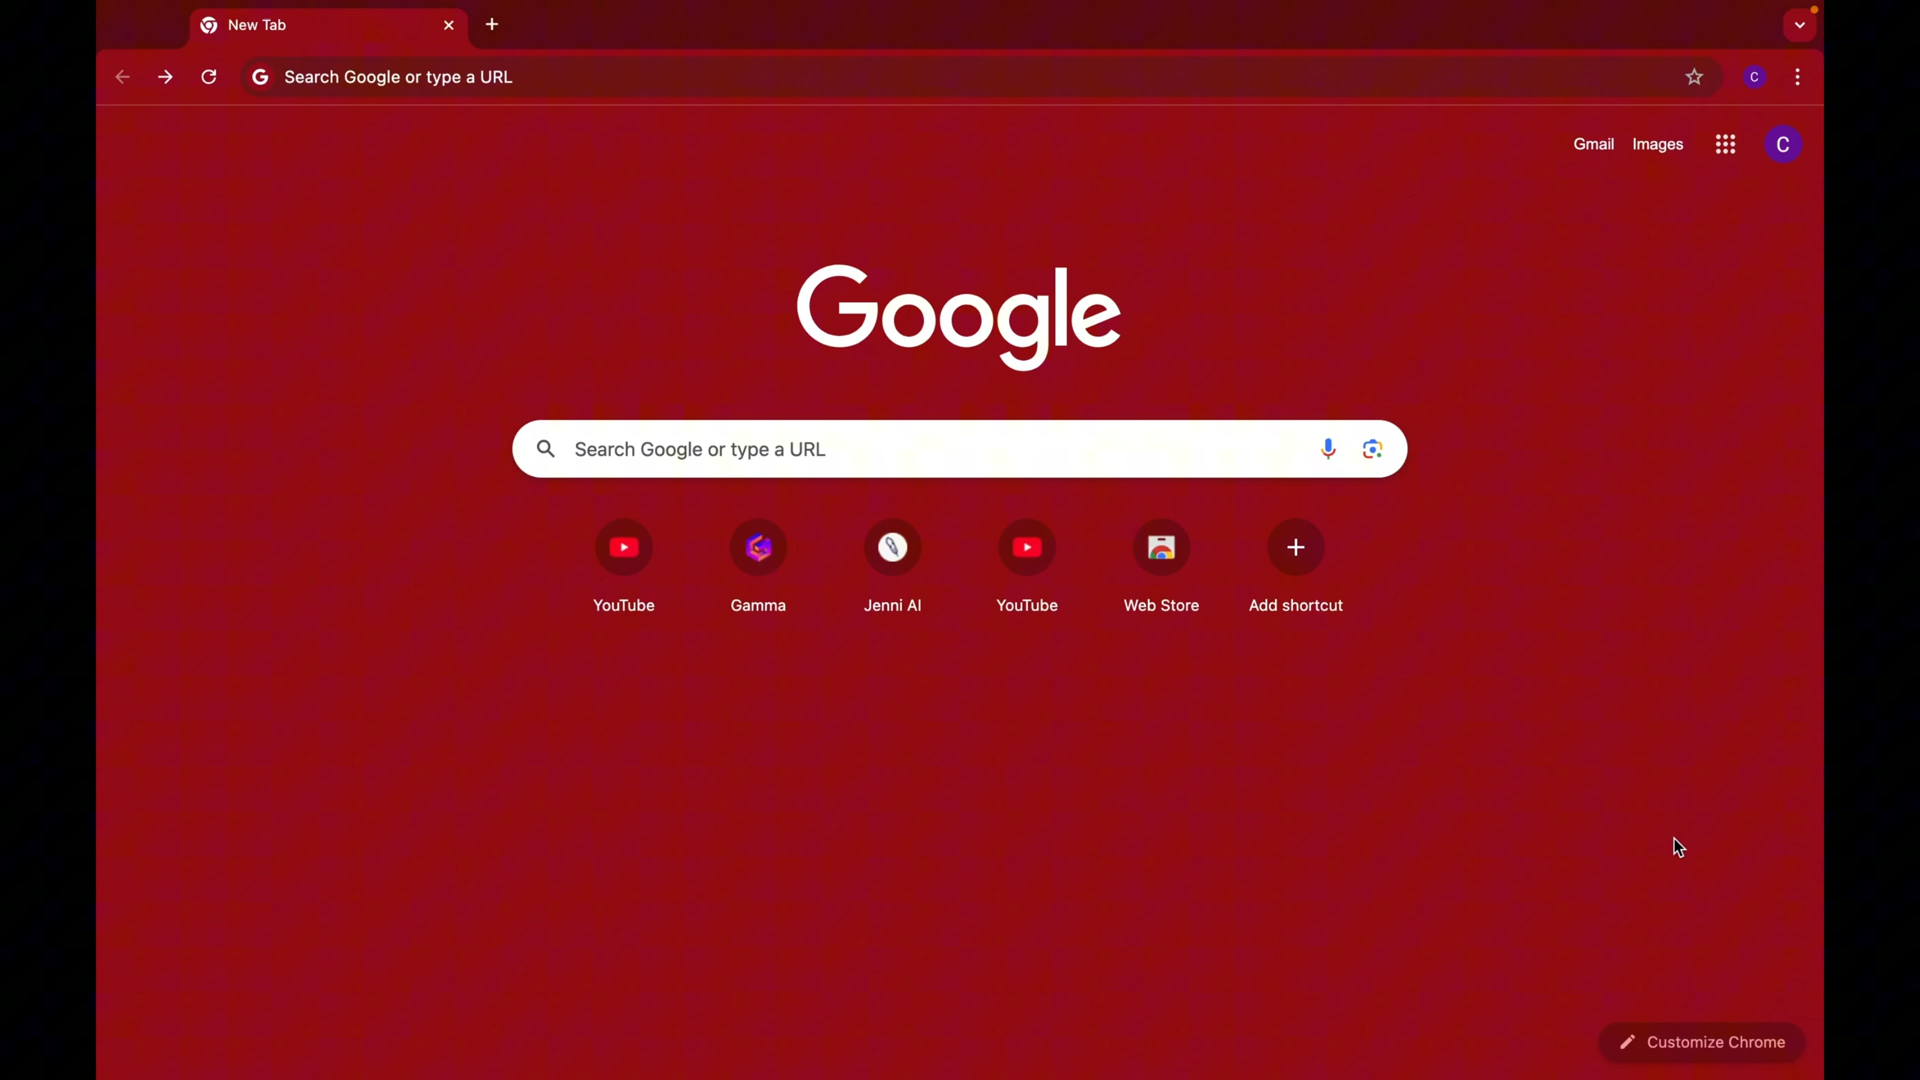 New Tab
Search Google or type a URL
C
Gmail Images
C
Google
Search Google or type a URL
YouTube Gamma Jenni AI YouTube Web Store Add shortcut
Customize Chrome